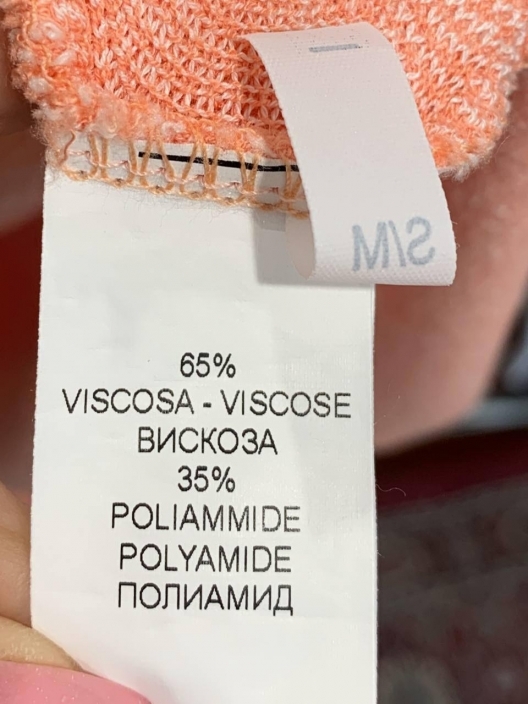 S/M
65%
VISCOSA - VISCOSE
ВИСКОЗА
35%
POLIAMMIDE
POLYAMIDE
ПОЛИАМИД